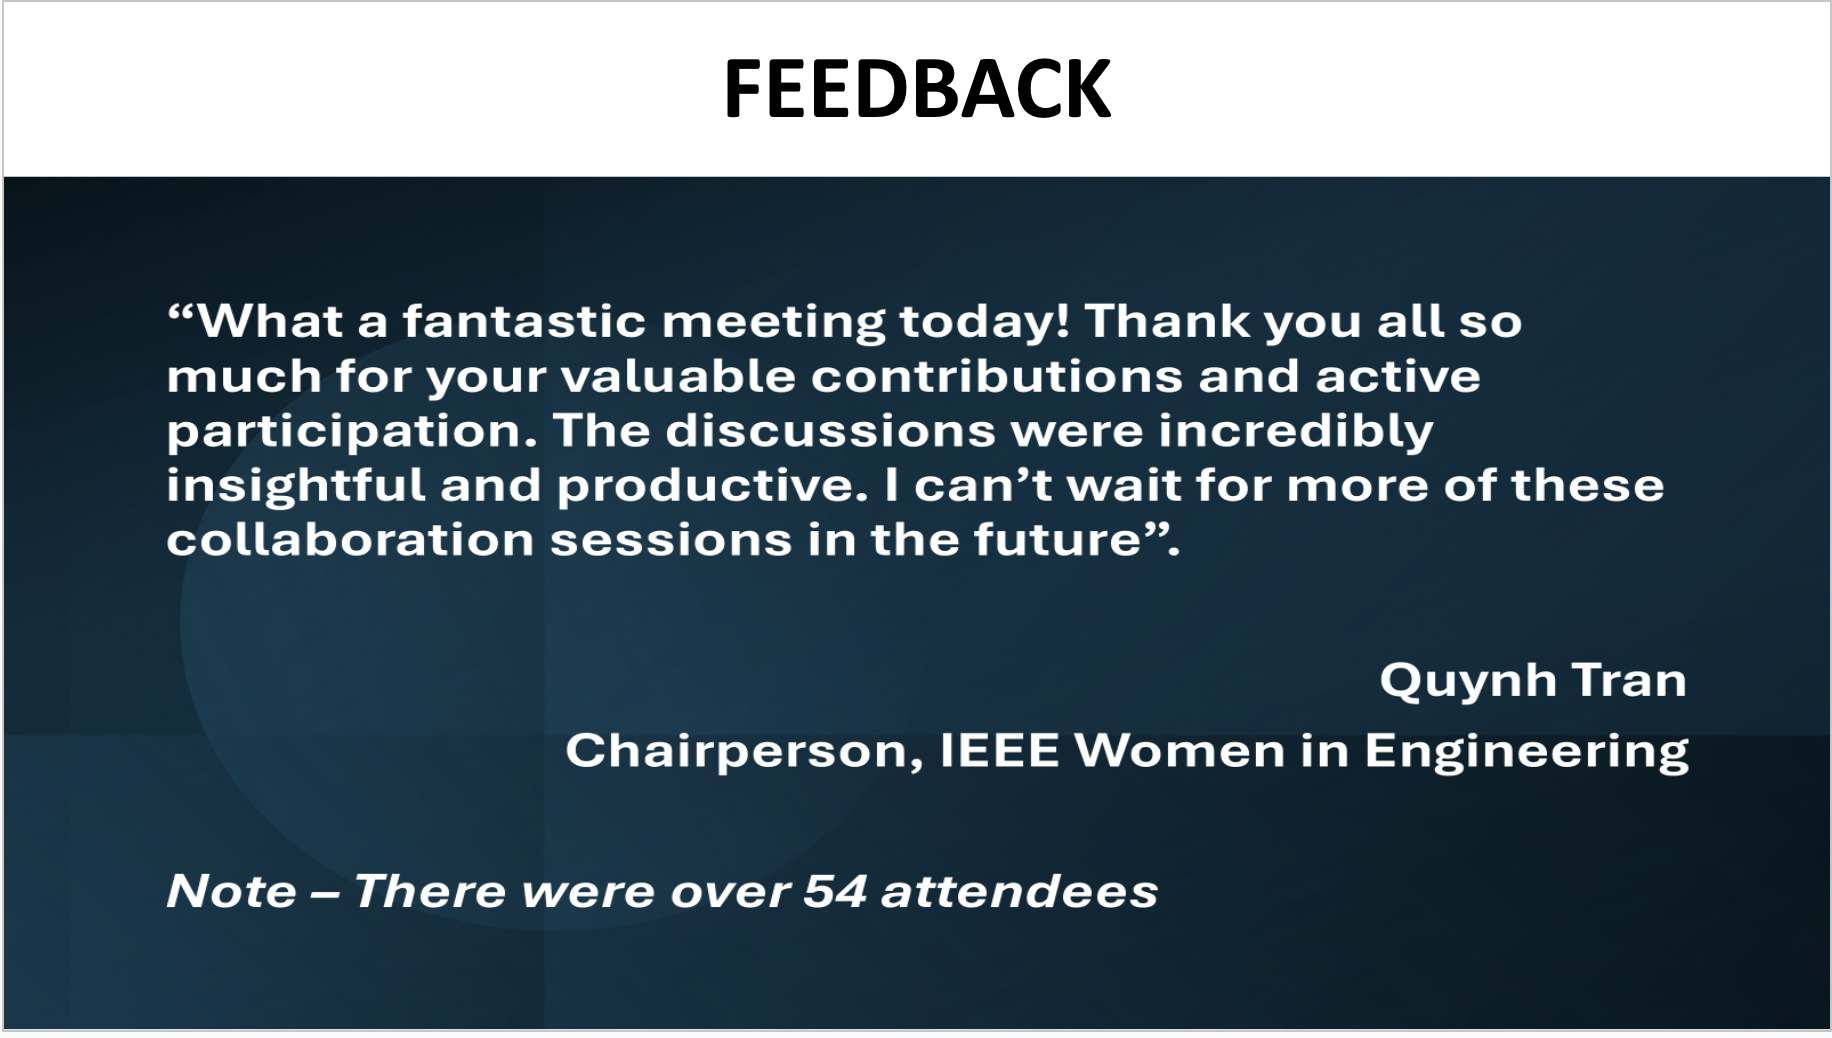 FEEDBACK
“What a fantastic meeting today! Thank you all so
much for your valuable contributions and active
participation. The discussions were incredibly
insightful and productive. I can’t wait for more of these
collaboration sessions in the future”.
Quynh Tran
Chairperson, IEEE Women in Engineering
Note – There were over 54 attendees